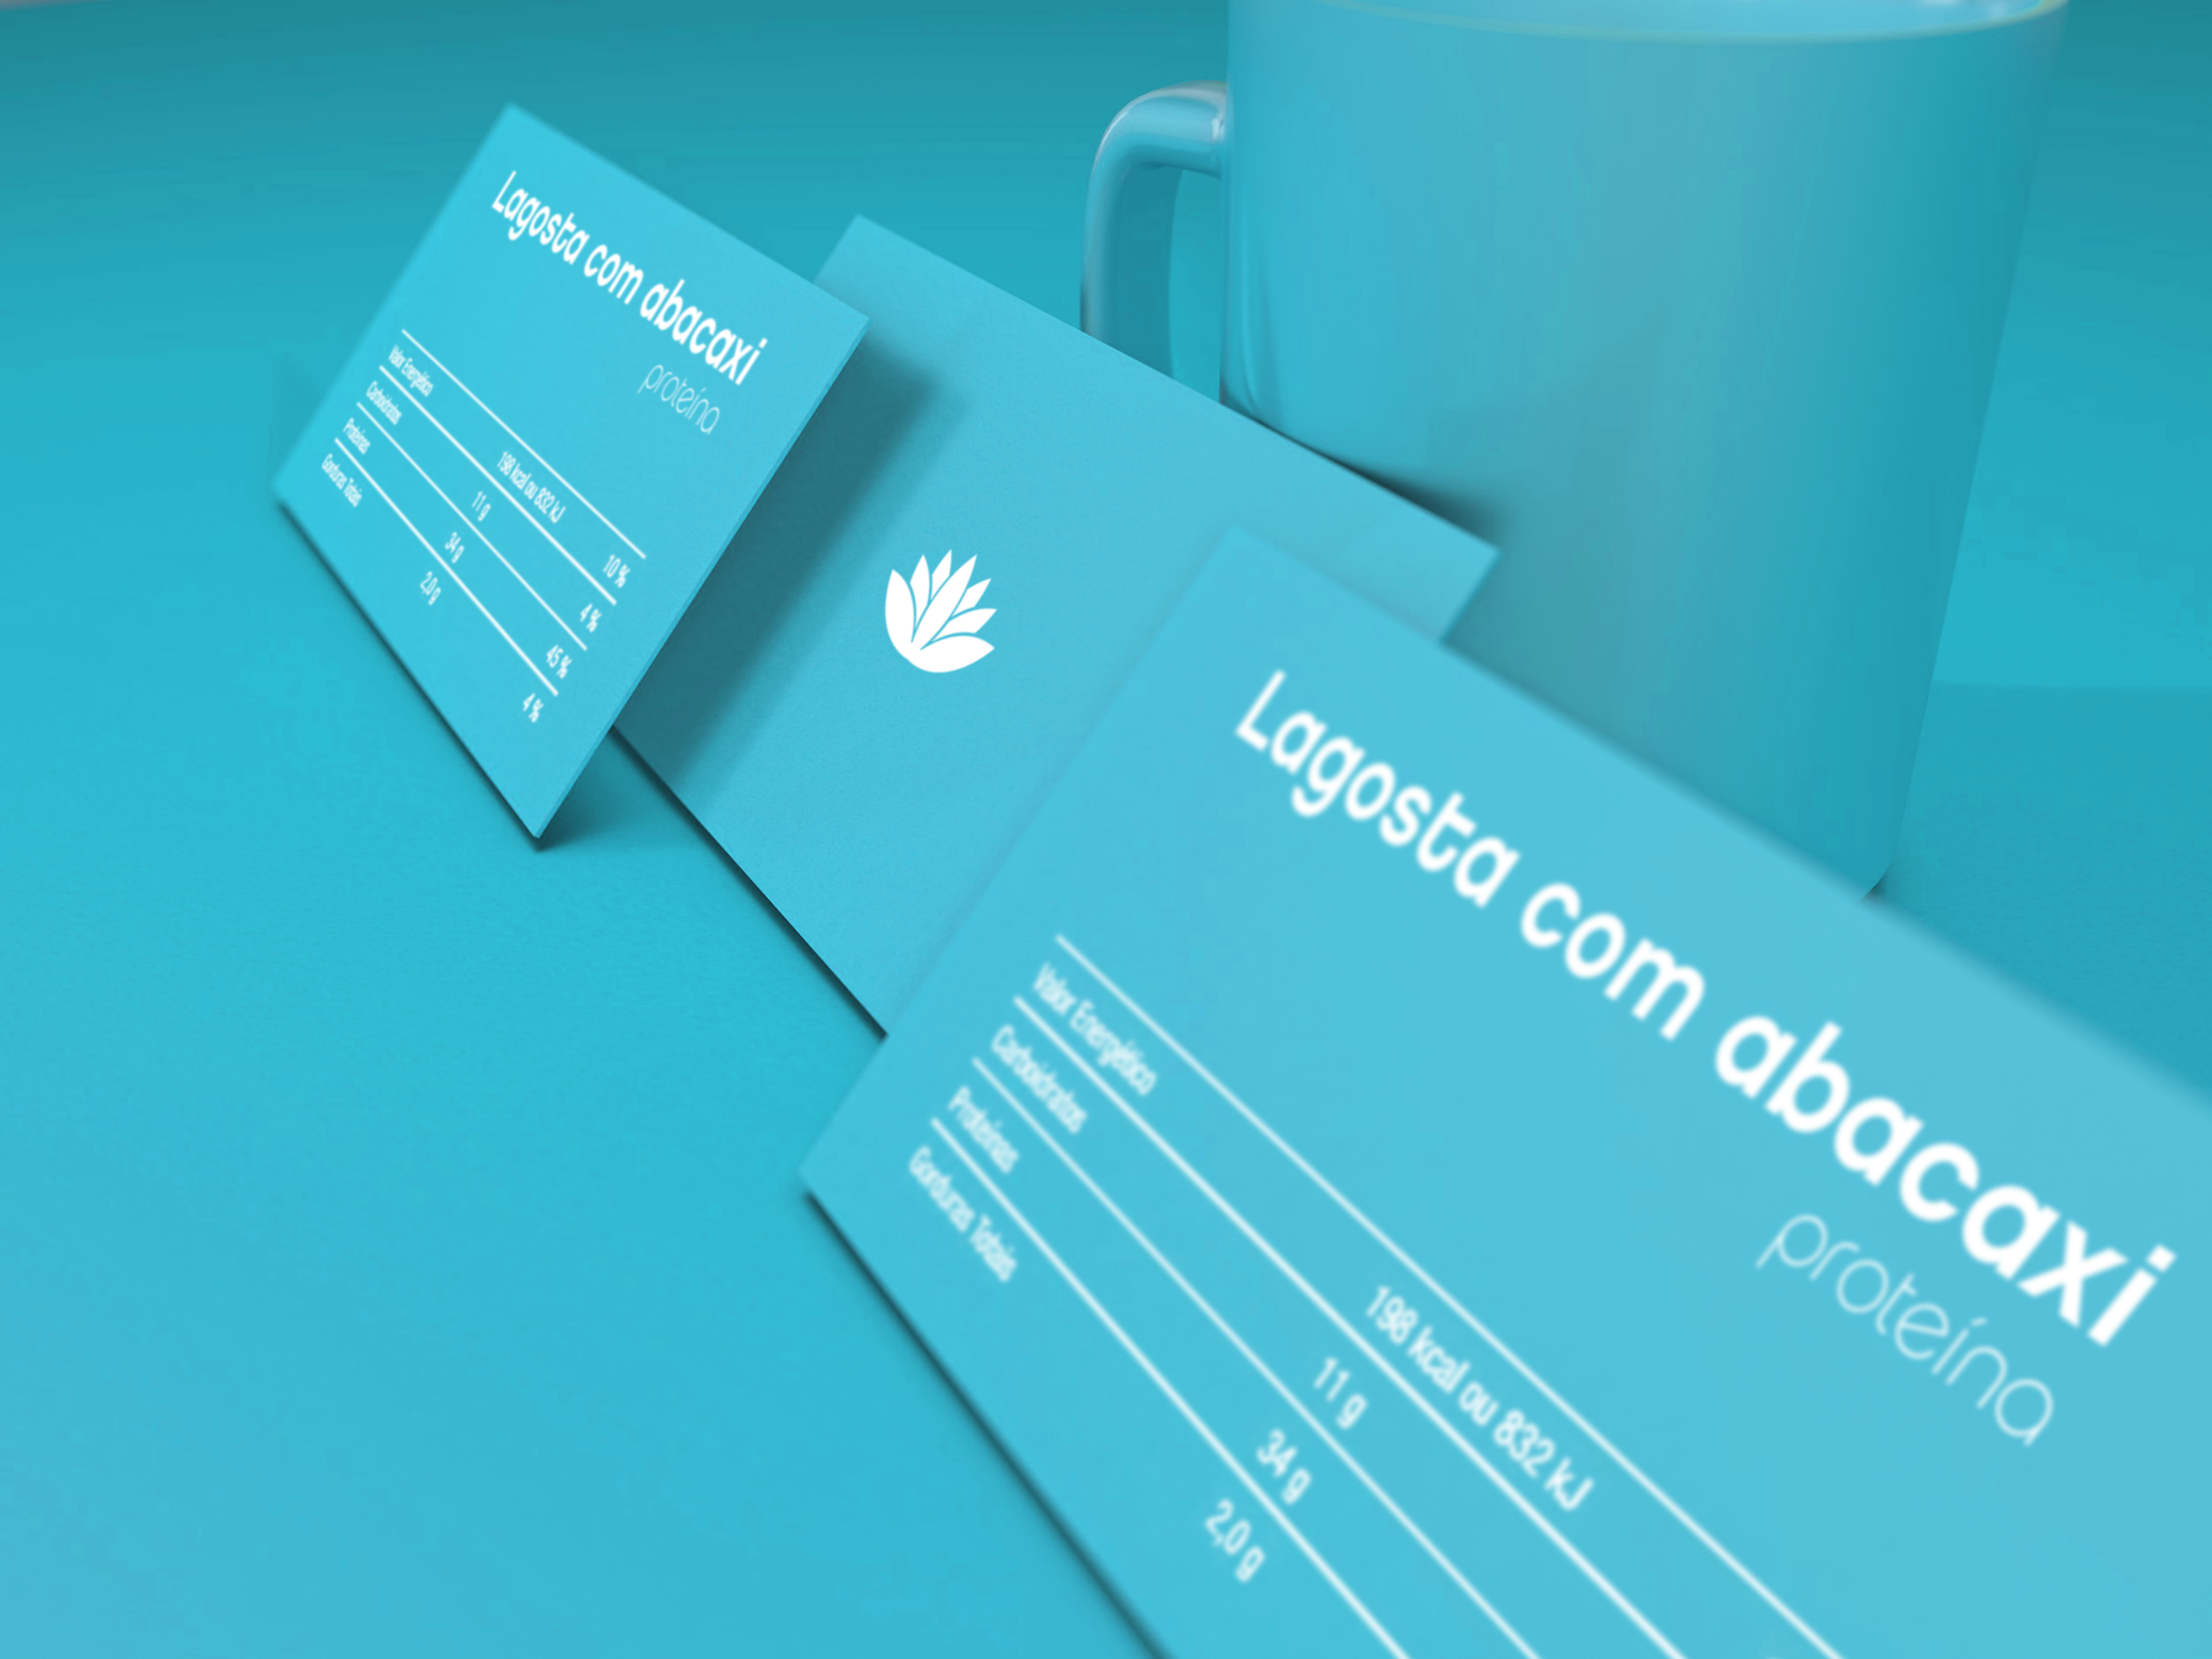 Lagosta com abacaxi
proteína
Valor Energético 198 kcal ou 832 kJ 10 %
Carboidratos 11 g 4 %
Proteínas 34 g 45 %
Gorduras Totais 2,0 g 4 %
Lagosta com abacaxi
proteína
Valor Energético 198 kcal ou 832 kJ
Carboidratos 11 g
Proteínas 34 g
Gorduras Totais 2,0 g